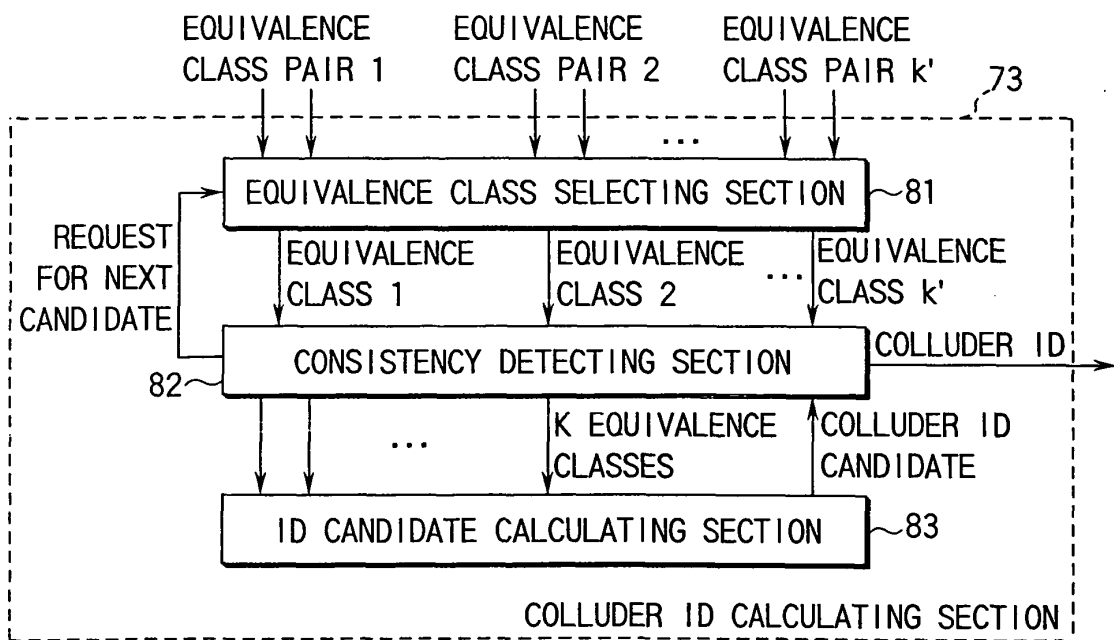 EQUIVALENCE
CLASS PAIR 1
EQUIVALENCE
CLASS PAIR 2
EQUIVALENCE
CLASS PAIR k'
73
...
EQUIVALENCE CLASS SELECTING SECTION
81
REQUEST
FOR NEXT
CANDIDATE
EQUIVALENCE
CLASS 1
EQUIVALENCE
CLASS 2
...
EQUIVALENCE
CLASS k'
CONSISTENCY DETECTING SECTION
82
COLLUDER ID
...
K EQUIVALENCE
CLASSES
COLLUDER ID
CANDIDATE
ID CANDIDATE CALCULATING SECTION
83
COLLUDER ID CALCULATING SECTION